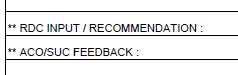 ** RDC INPUT / RECOMMENDATION :
** ACO/SUC FEEDBACK :